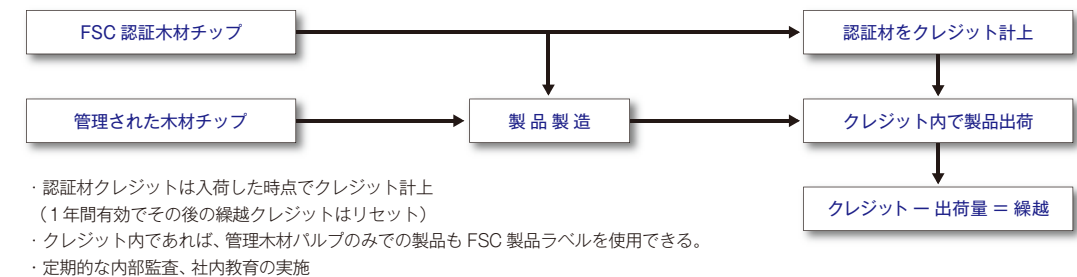 FSC 認証木材チップ
認証材をクレジット計上
管理された木材チップ
製 品 製 造
クレジット内で製品出荷
クレジット ー 出荷量 = 繰越
・認証材クレジットは入荷した時点でクレジット計上
（1年間有効でその後の繰越クレジットはリセット）
・クレジット内であれば、管理木材パルプのみでの製品も FSC 製品ラベルを使用できる。
・定期的な内部監査、社内教育の実施